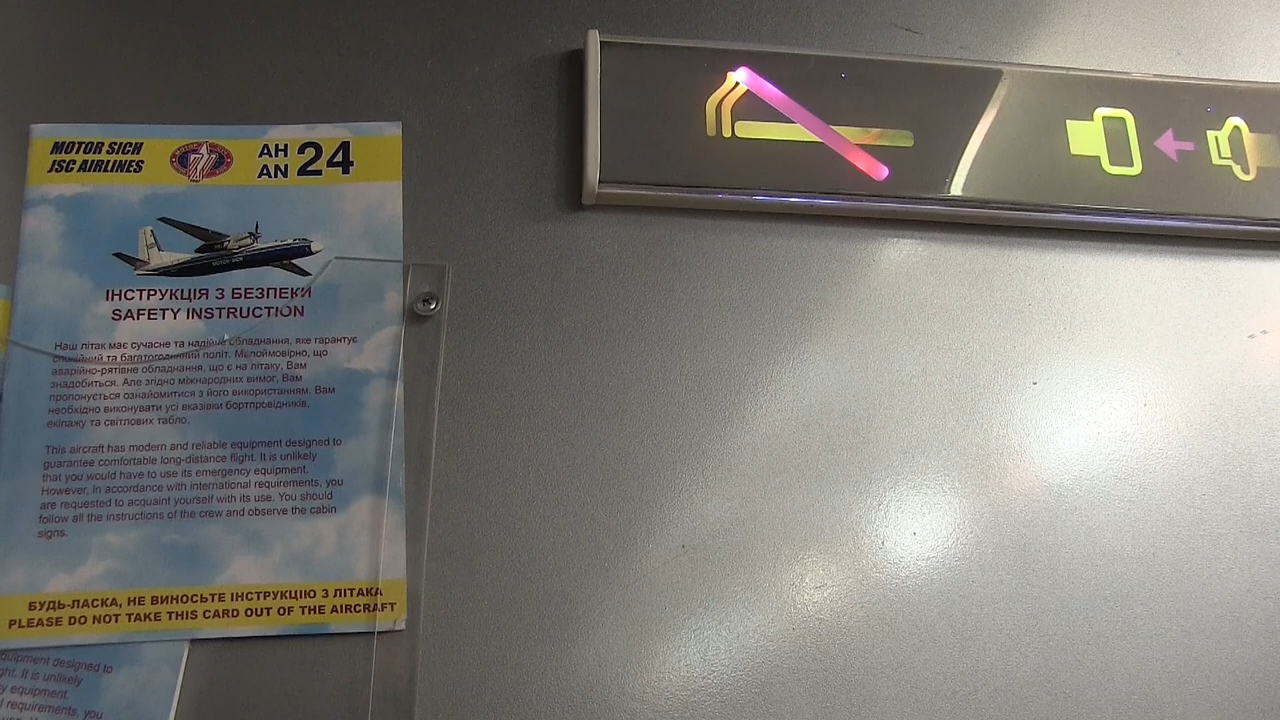 MOTOR SICH
JSC AIRLINES
АН
AN
24
MOTOR SICH
ІНСТРУКЦІЯ З БЕЗПЕКИ
SAFETY INSTRUCTION
Наш літак має сучасне та надійне обладнання, яке гарантує
спокійний та багатогодинний політ. Малоймовірно, що
аварійно-рятівне обладнання, що є на літаку, Вам
знадобиться. Але згідно міжнародних вимог, Вам
пропонується ознайомитися з його використанням. Вам
необхідно виконувати усі вказівки бортпровідників,
екіпажу та світлових табло.
This aircraft has modern and reliable equipment designed to
guarantee comfortable long-distance flight. It is unlikely
that you would have to use its emergency equipment.
However, in accordance with international requirements, you
are requested to acquaint yourself with its use. You should
follow all the instructions of the crew and observe the cabin
signs.
БУДЬ-ЛАСКА, НЕ ВИНОСЬТЕ ІНСТРУКЦІЮ З ЛІТАКА
PLEASE DO NOT TAKE THIS CARD OUT OF THE AIRCRAFT
equipment designed to
It is unlikely
equipment.
requirements, you